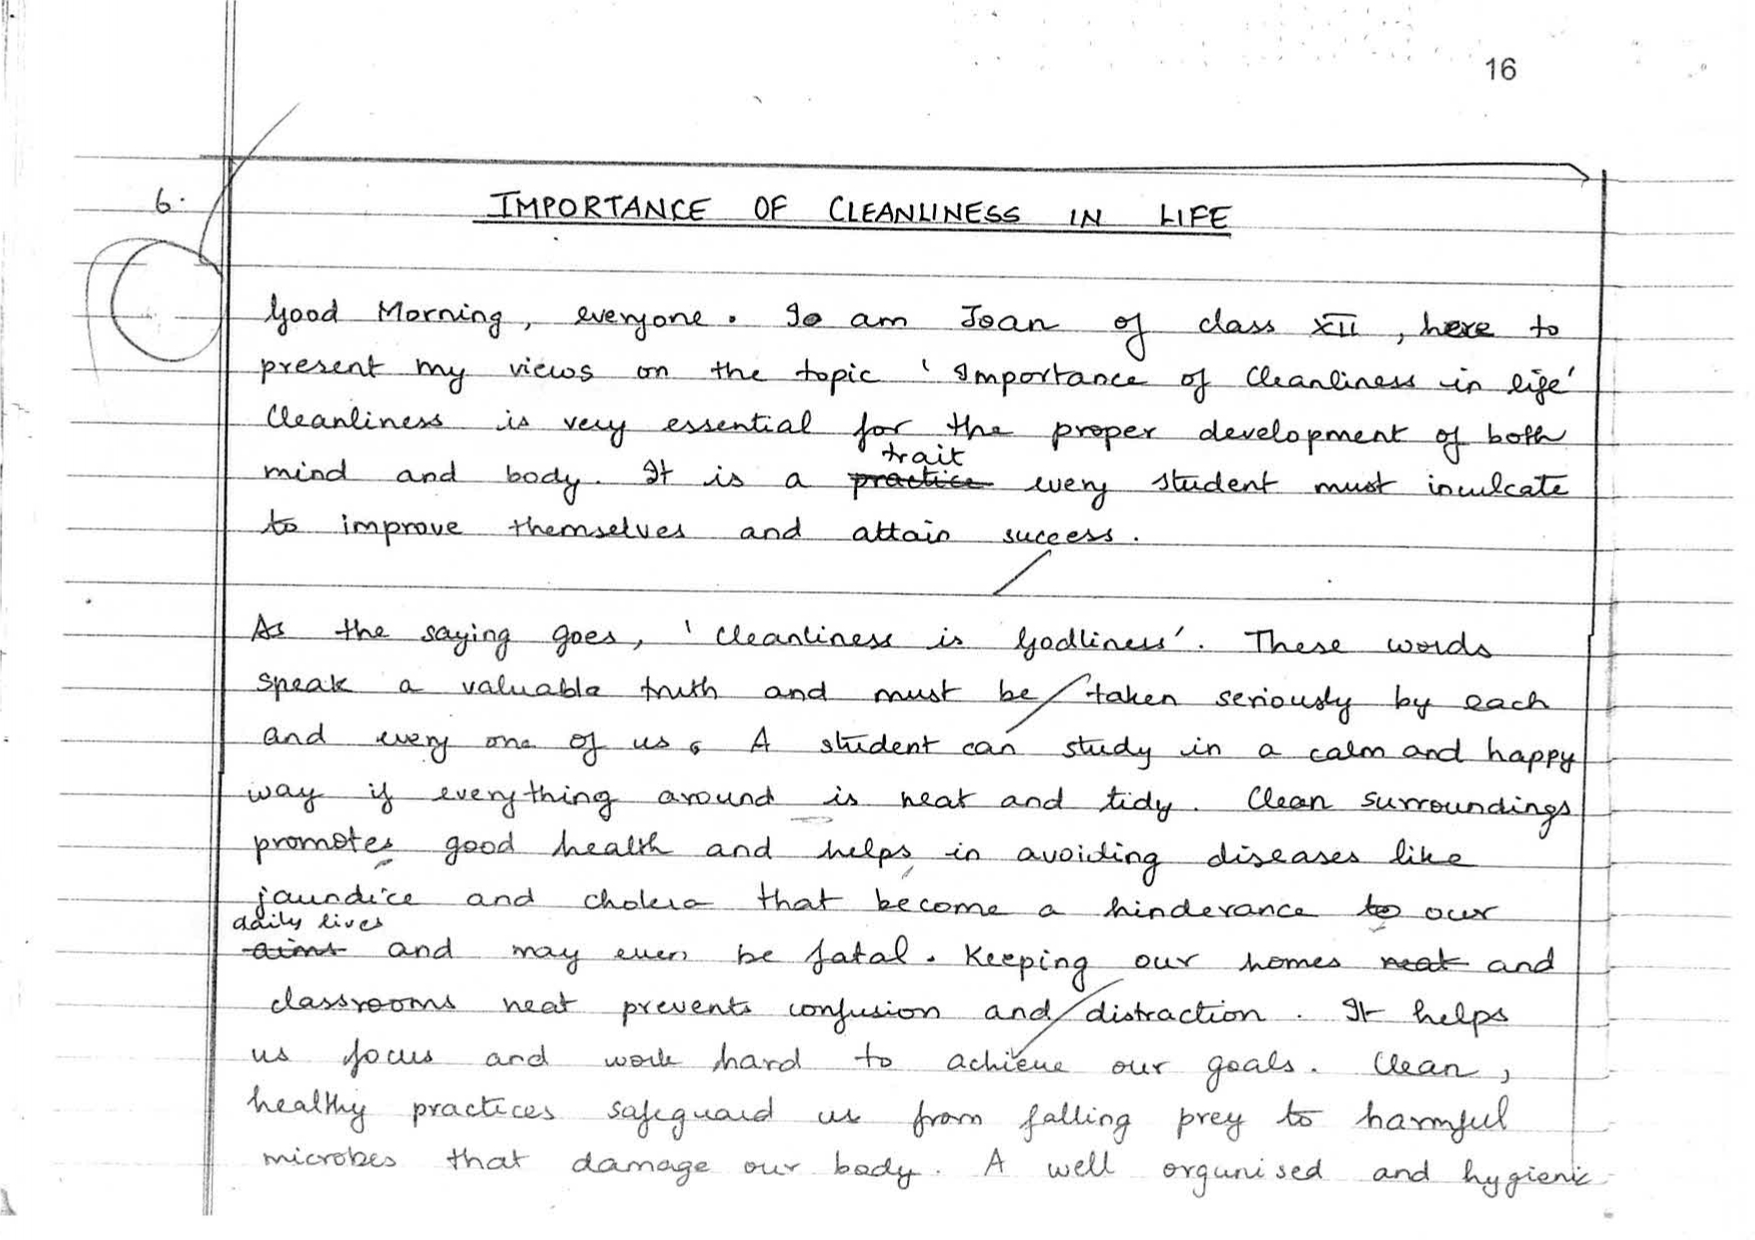 16
6.
IMPORTANCE OF CLEANLINESS IN LIFE
Good Morning, everyone. I am Joan of class XII, here to
present my views on the topic 'Importance of Cleanliness in life'
Cleanliness is very essential for the proper development of both
trait
mind and body. It is a practice every student must inculcate
to improve themselves and attain success.
As the saying goes, 'Cleanliness is Godliness'. These words
speak a valuable truth and must be taken seriously by each
and every one of us. A student can study in a calm and happy
way if everything around is neat and tidy. Clean surroundings
promotes good health and helps in avoiding diseases like
jaundice and cholera that become a hinderance to our
daily lives
aims and may even be fatal. Keeping our homes neat and
classrooms neat prevents confusion and distraction. It helps
us focus and work hard to achieve our goals. Clean,
healthy practices safeguard us from falling prey to harmful
microbes that damage our body. A well organised and hygienic